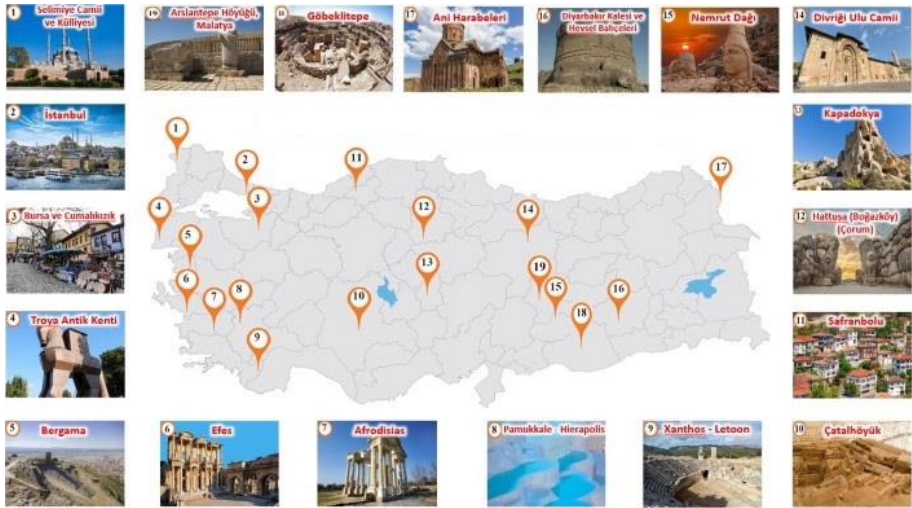 1 Selimiye Camii
ve Külliyesi
19 Arslantepe Höyüğü,
Malatya
18 Göbeklitepe
17 Ani Harabeleri
16 Diyarbakır Kalesi ve
Hevsel Bahçeleri
15 Nemrut Dağı
14 Divriği Ulu Camii
2 İstanbul
13 Kapadokya
3 Bursa ve Cumalıkızık
12 Hattuşa (Boğazköy)
(Çorum)
4 Troya Antik Kenti
11 Safranbolu
5 Bergama
6 Efes
7 Afrodisias
8 Pamukkale - Hierapolis
9 Xanthos - Letoon
10 Çatalhöyük
1
2
11
17
4
3
12
14
5
13
19
6
7
8
10
15
16
18
9